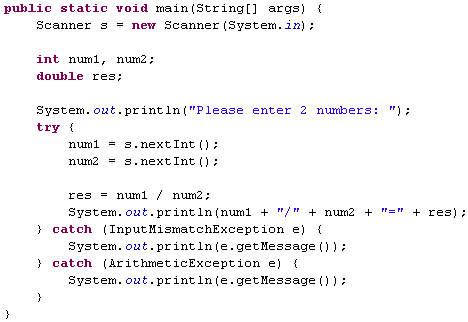 public static void main(String[] args) {
    Scanner s = new Scanner(System.in);

    int num1, num2;
    double res;

    System.out.println("Please enter 2 numbers: ");
    try {
        num1 = s.nextInt();
        num2 = s.nextInt();

        res = num1 / num2;
        System.out.println(num1 + "/" + num2 + "=" + res);
    } catch (InputMismatchException e) {
        System.out.println(e.getMessage());
    } catch (ArithmeticException e) {
        System.out.println(e.getMessage());
    }
}